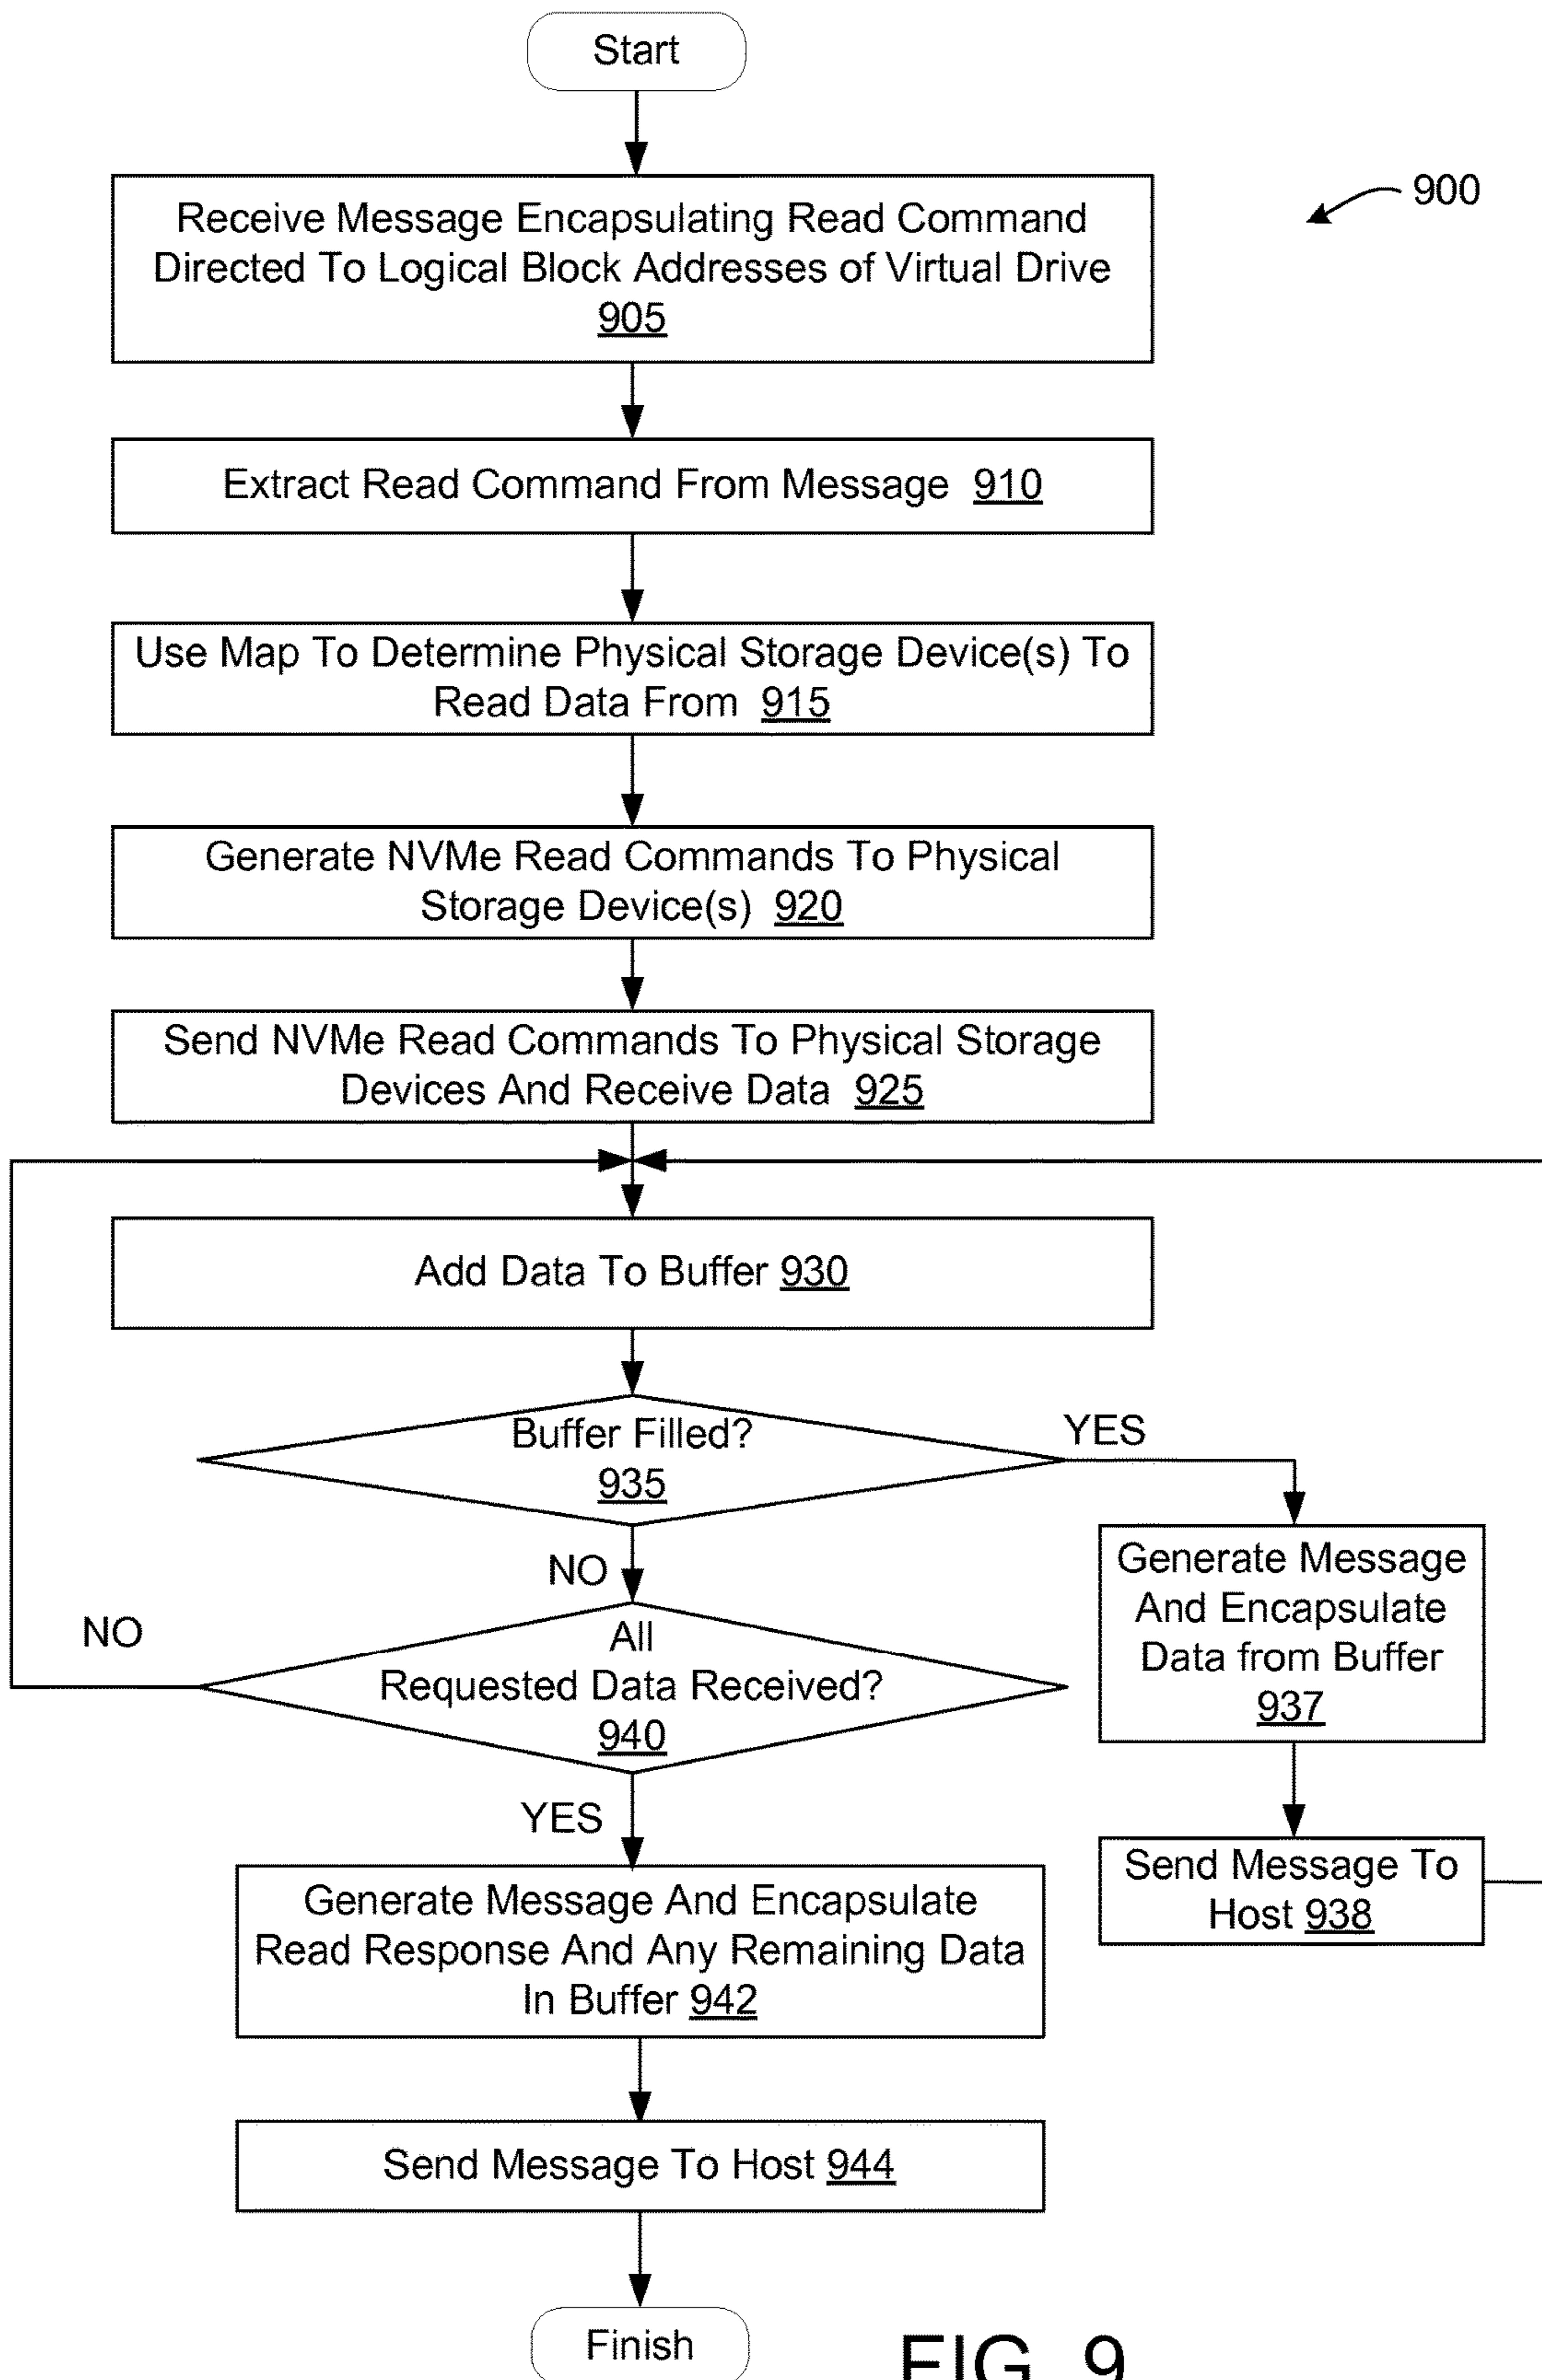 Start
900
Receive Message Encapsulating Read Command
Directed To Logical Block Addresses of Virtual Drive
905
Extract Read Command From Message 910
Use Map To Determine Physical Storage Device(s) To
Read Data From 915
Generate NVMe Read Commands To Physical
Storage Device(s) 920
Send NVMe Read Commands To Physical Storage
Devices And Receive Data 925
Add Data To Buffer 930
Buffer Filled?
935
YES
NO
Generate Message
And Encapsulate
Data from Buffer
937
NO
All
Requested Data Received?
940
YES
Send Message To
Host 938
Generate Message And Encapsulate
Read Response And Any Remaining Data
In Buffer 942
Send Message To Host 944
Finish
FIG. 9